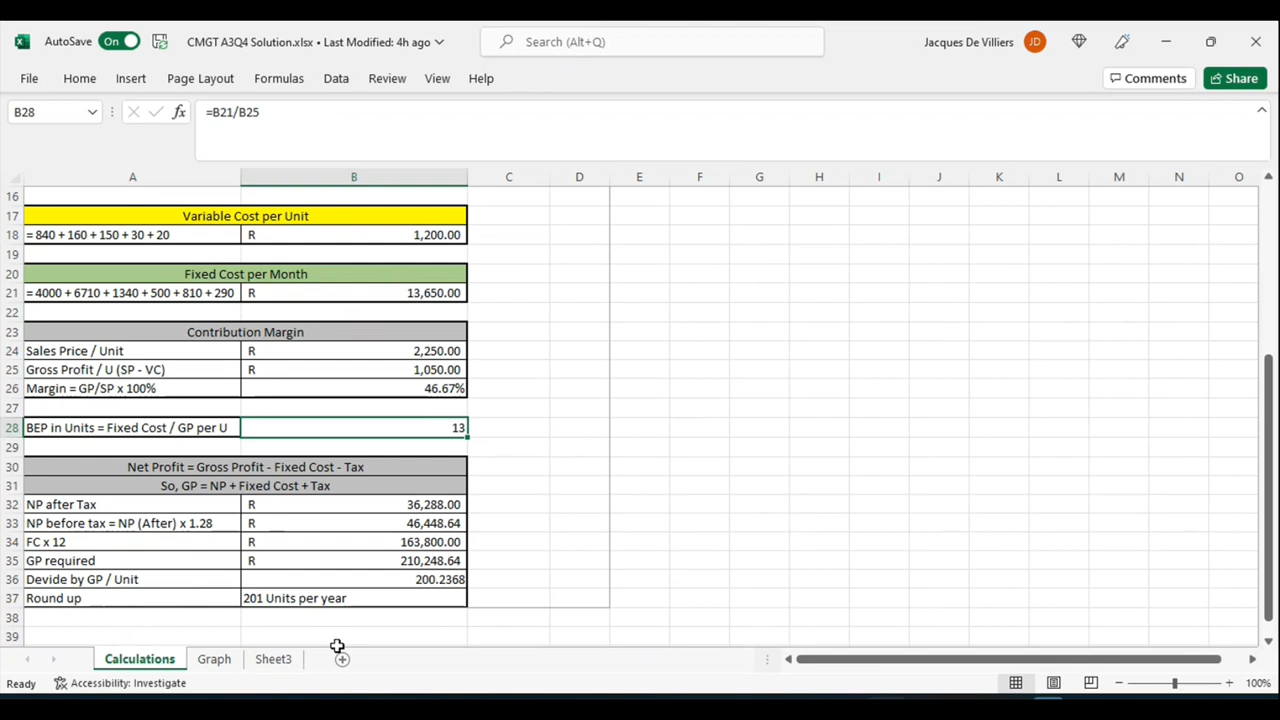 AutoSave On CMGT A3Q4 Solution.xlsx • Last Modified: 4h ago Search (Alt+Q) Jacques De Villiers JD
File Home Insert Page Layout Formulas Data Review View Help Comments Share
B28 fx =B21/B25
A B C D E F G H I J K L M N O
16
17 Variable Cost per Unit
18 = 840 + 160 + 150 + 30 + 20 R 1,200.00
19
20 Fixed Cost per Month
21 = 4000 + 6710 + 1340 + 500 + 810 + 290 R 13,650.00
22
23 Contribution Margin
24 Sales Price / Unit R 2,250.00
25 Gross Profit / U (SP - VC) R 1,050.00
26 Margin = GP/SP x 100% 46.67%
27
28 BEP in Units = Fixed Cost / GP per U 13
29
30 Net Profit = Gross Profit - Fixed Cost - Tax
31 So, GP = NP + Fixed Cost + Tax
32 NP after Tax R 36,288.00
33 NP before tax = NP (After) x 1.28 R 46,448.64
34 FC x 12 R 163,800.00
35 GP required R 210,248.64
36 Devide by GP / Unit 200.2368
37 Round up 201 Units per year
38
39
Calculations Graph Sheet3
Ready Accessibility: Investigate 100%